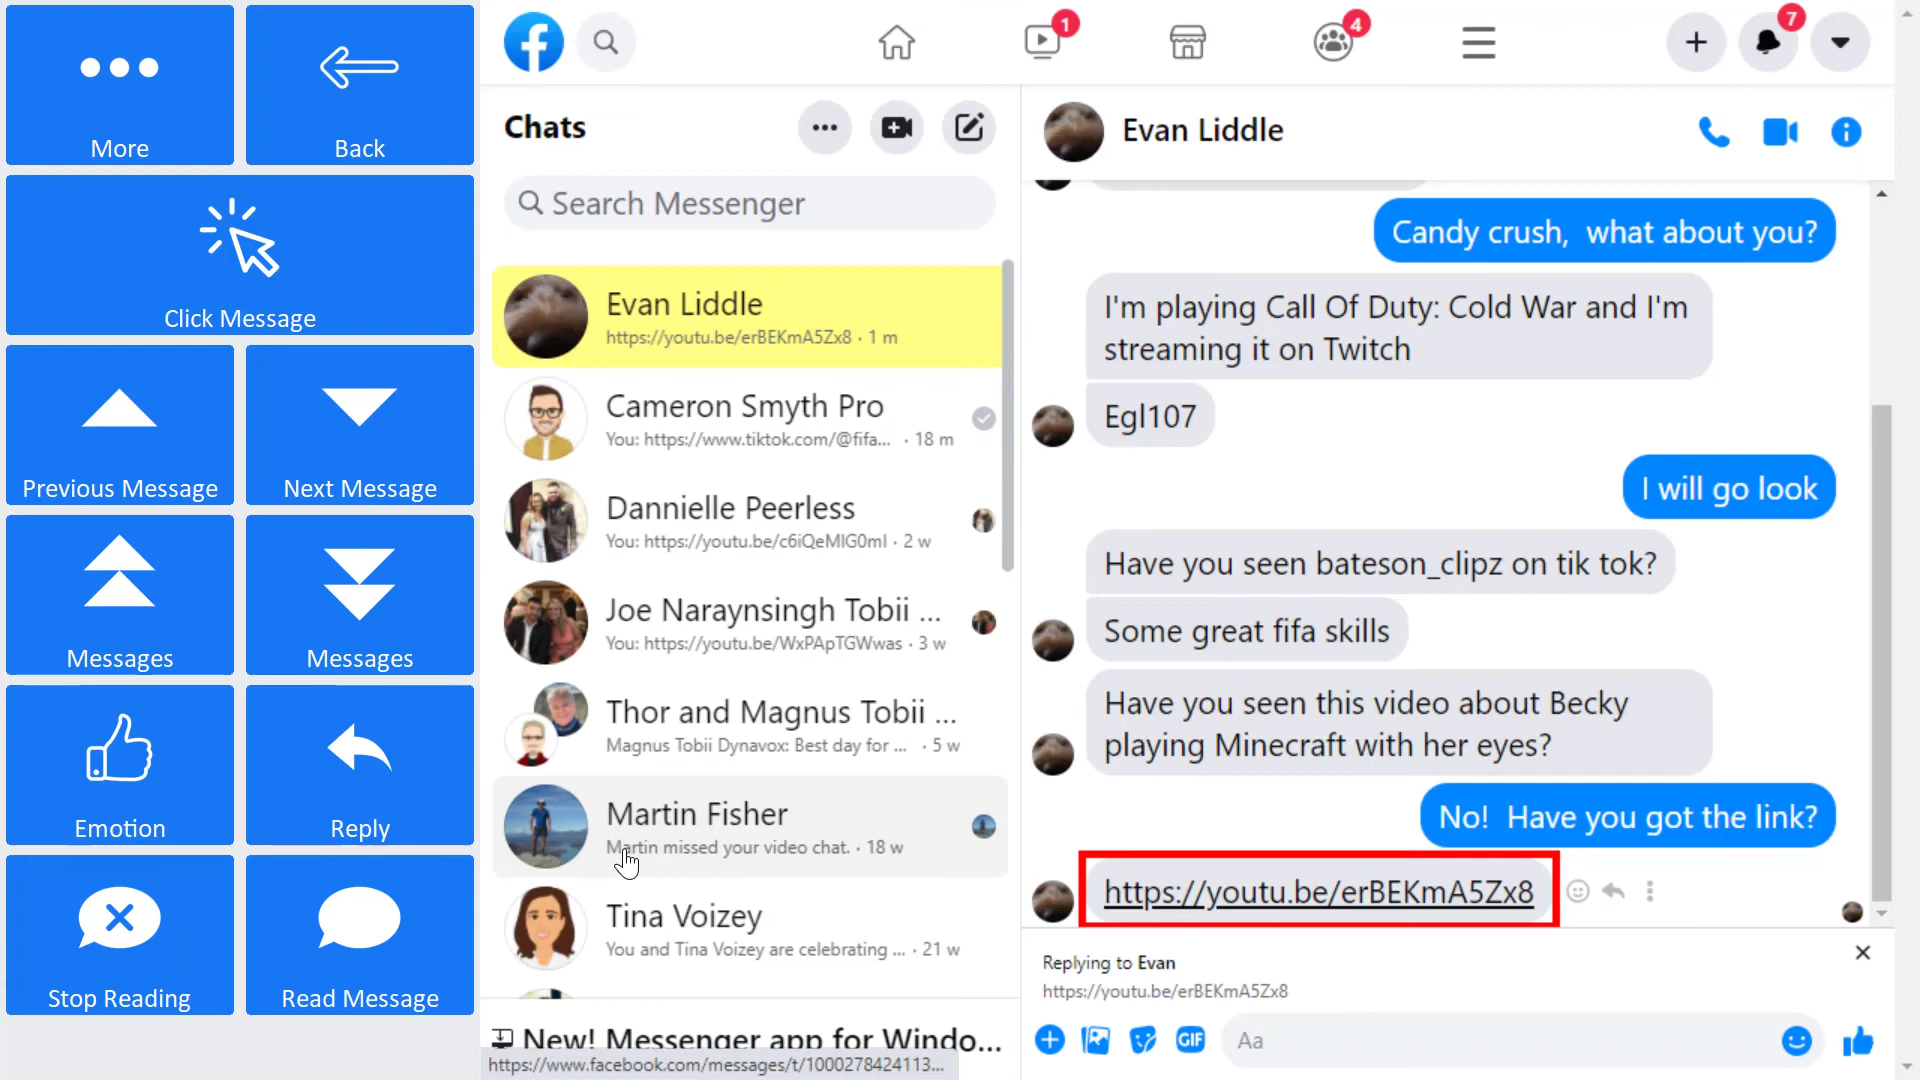 More
Back
Click Message
Previous Message
Next Message
Messages
Messages
Emotion
Reply
Stop Reading
Read Message
1
4
7
Chats
Search Messenger
Evan Liddle
https://youtu.be/erBEKmA5Zx8 · 1 m
Cameron Smyth Pro
You: https://www.tiktok.com/@fifa... · 18 m
Dannielle Peerless
You: https://youtu.be/c6iQeMIG0mI · 2 w
Joe Naraynsingh Tobii ...
You: https://youtu.be/WxPApTGWwas · 3 w
Thor and Magnus Tobii ...
Magnus Tobii Dynavox: Best day for ... · 5 w
Martin Fisher
Martin missed your video chat. · 18 w
Tina Voizey
You and Tina Voizey are celebrating ... · 21 w
New! Messenger app for Windo...
https://www.facebook.com/messages/t/1000278424113...
Evan Liddle
Candy crush, what about you?
I'm playing Call Of Duty: Cold War and I'm
streaming it on Twitch
Egl107
I will go look
Have you seen bateson_clipz on tik tok?
Some great fifa skills
Have you seen this video about Becky
playing Minecraft with her eyes?
No! Have you got the link?
https://youtu.be/erBEKmA5Zx8
Replying to Evan
https://youtu.be/erBEKmA5Zx8
GIF
Aa